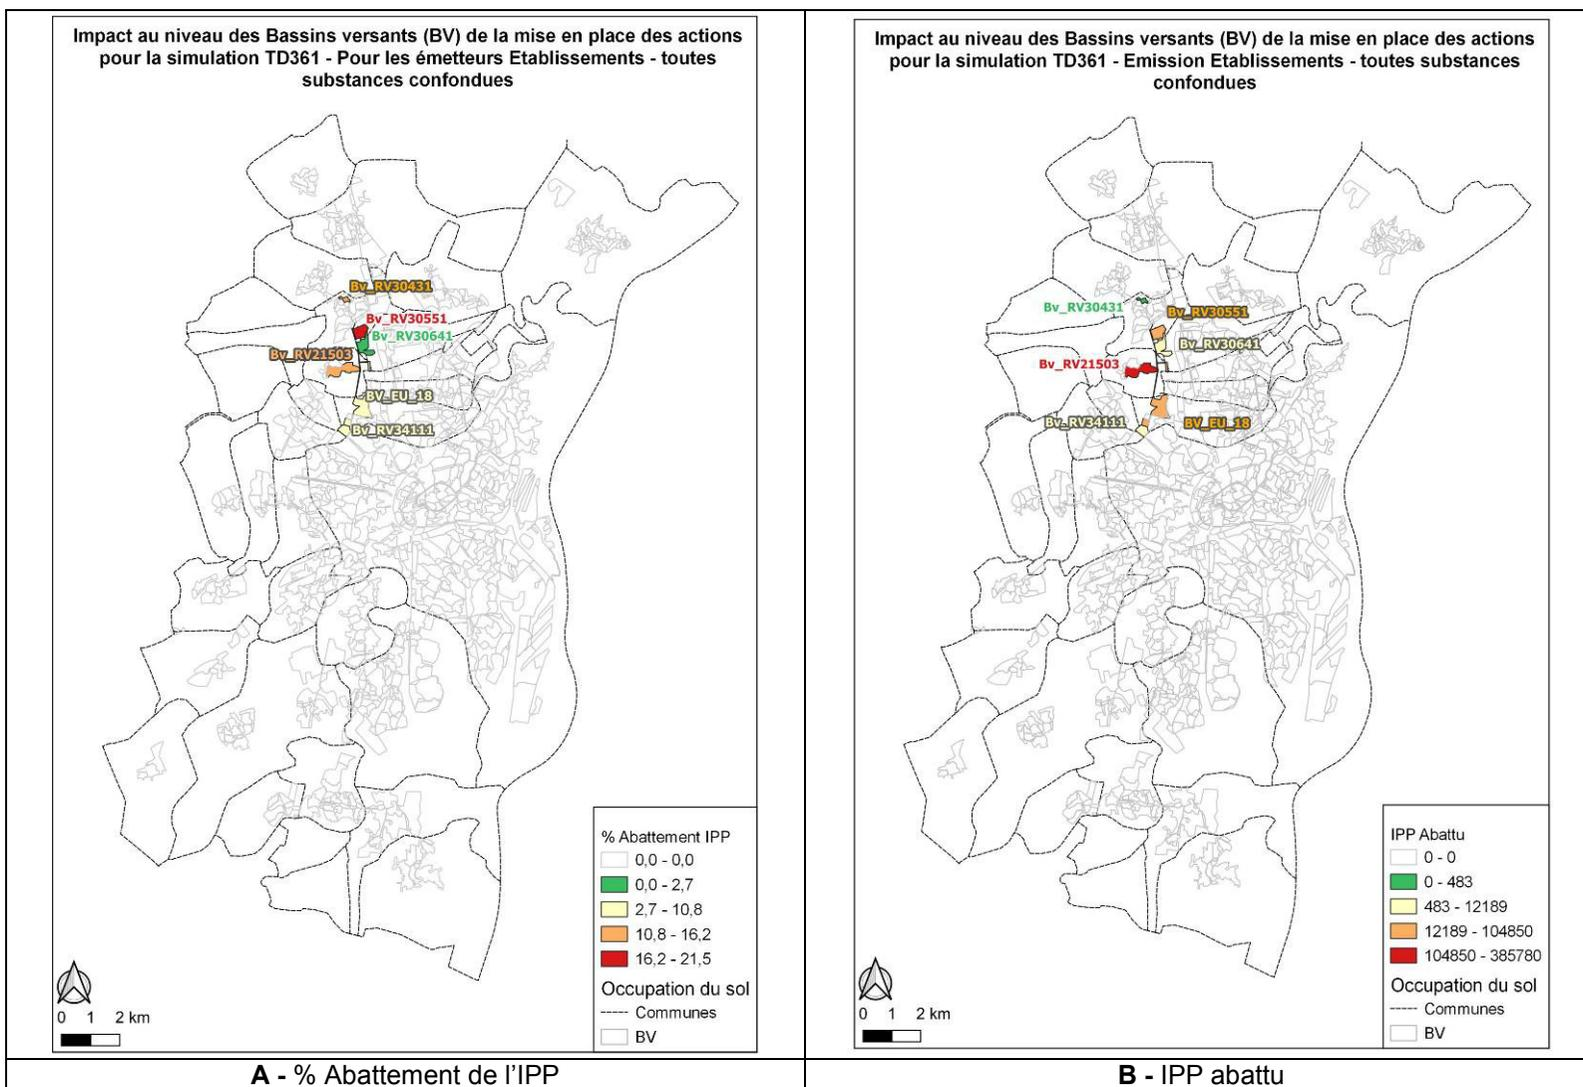 Impact au niveau des Bassins versants (BV) de la mise en place des actions
pour la simulation TD361 - Pour les émetteurs Etablissements - toutes
substances confondues
Bv_RV30431
Bv_RV30551
Bv_RV30641
Bv_RV21503
BV_EU_18
Bv_RV34111
% Abattement IPP
0,0 - 0,0
0,0 - 2,7
2,7 - 10,8
10,8 - 16,2
16,2 - 21,5
Occupation du sol
Communes
BV
0 1 2 km
A - % Abattement de l'IPP
Impact au niveau des Bassins versants (BV) de la mise en place des actions
pour la simulation TD361 - Emission Etablissements - toutes substances
confondues
Bv_RV30431
Bv_RV30551
Bv_RV30641
Bv_RV21503
Bv_RV34111
BV_EU_18
IPP Abattu
0 - 0
0 - 483
483 - 12189
12189 - 104850
104850 - 385780
Occupation du sol
Communes
BV
0 1 2 km
B - IPP abattu